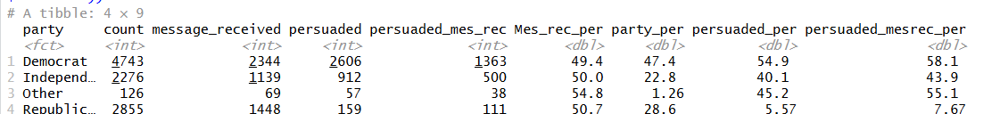 # A tibble: 4 × 9
party count message_received persuaded persuaded_mes_rec Mes_rec_per party_per persuaded_per persuaded_mesrec_per
<fct> <int> <int> <int> <int> <dbl> <dbl> <dbl> <dbl>
1 Democrat 4743 2344 2606 1363 49.4 47.4 54.9 58.1
2 Independ… 2276 1139 912 500 50.0 22.8 40.1 43.9
3 Other 126 69 57 38 54.8 1.26 45.2 55.1
4 Republic… 2855 1448 159 111 50.7 28.6 5.57 7.67